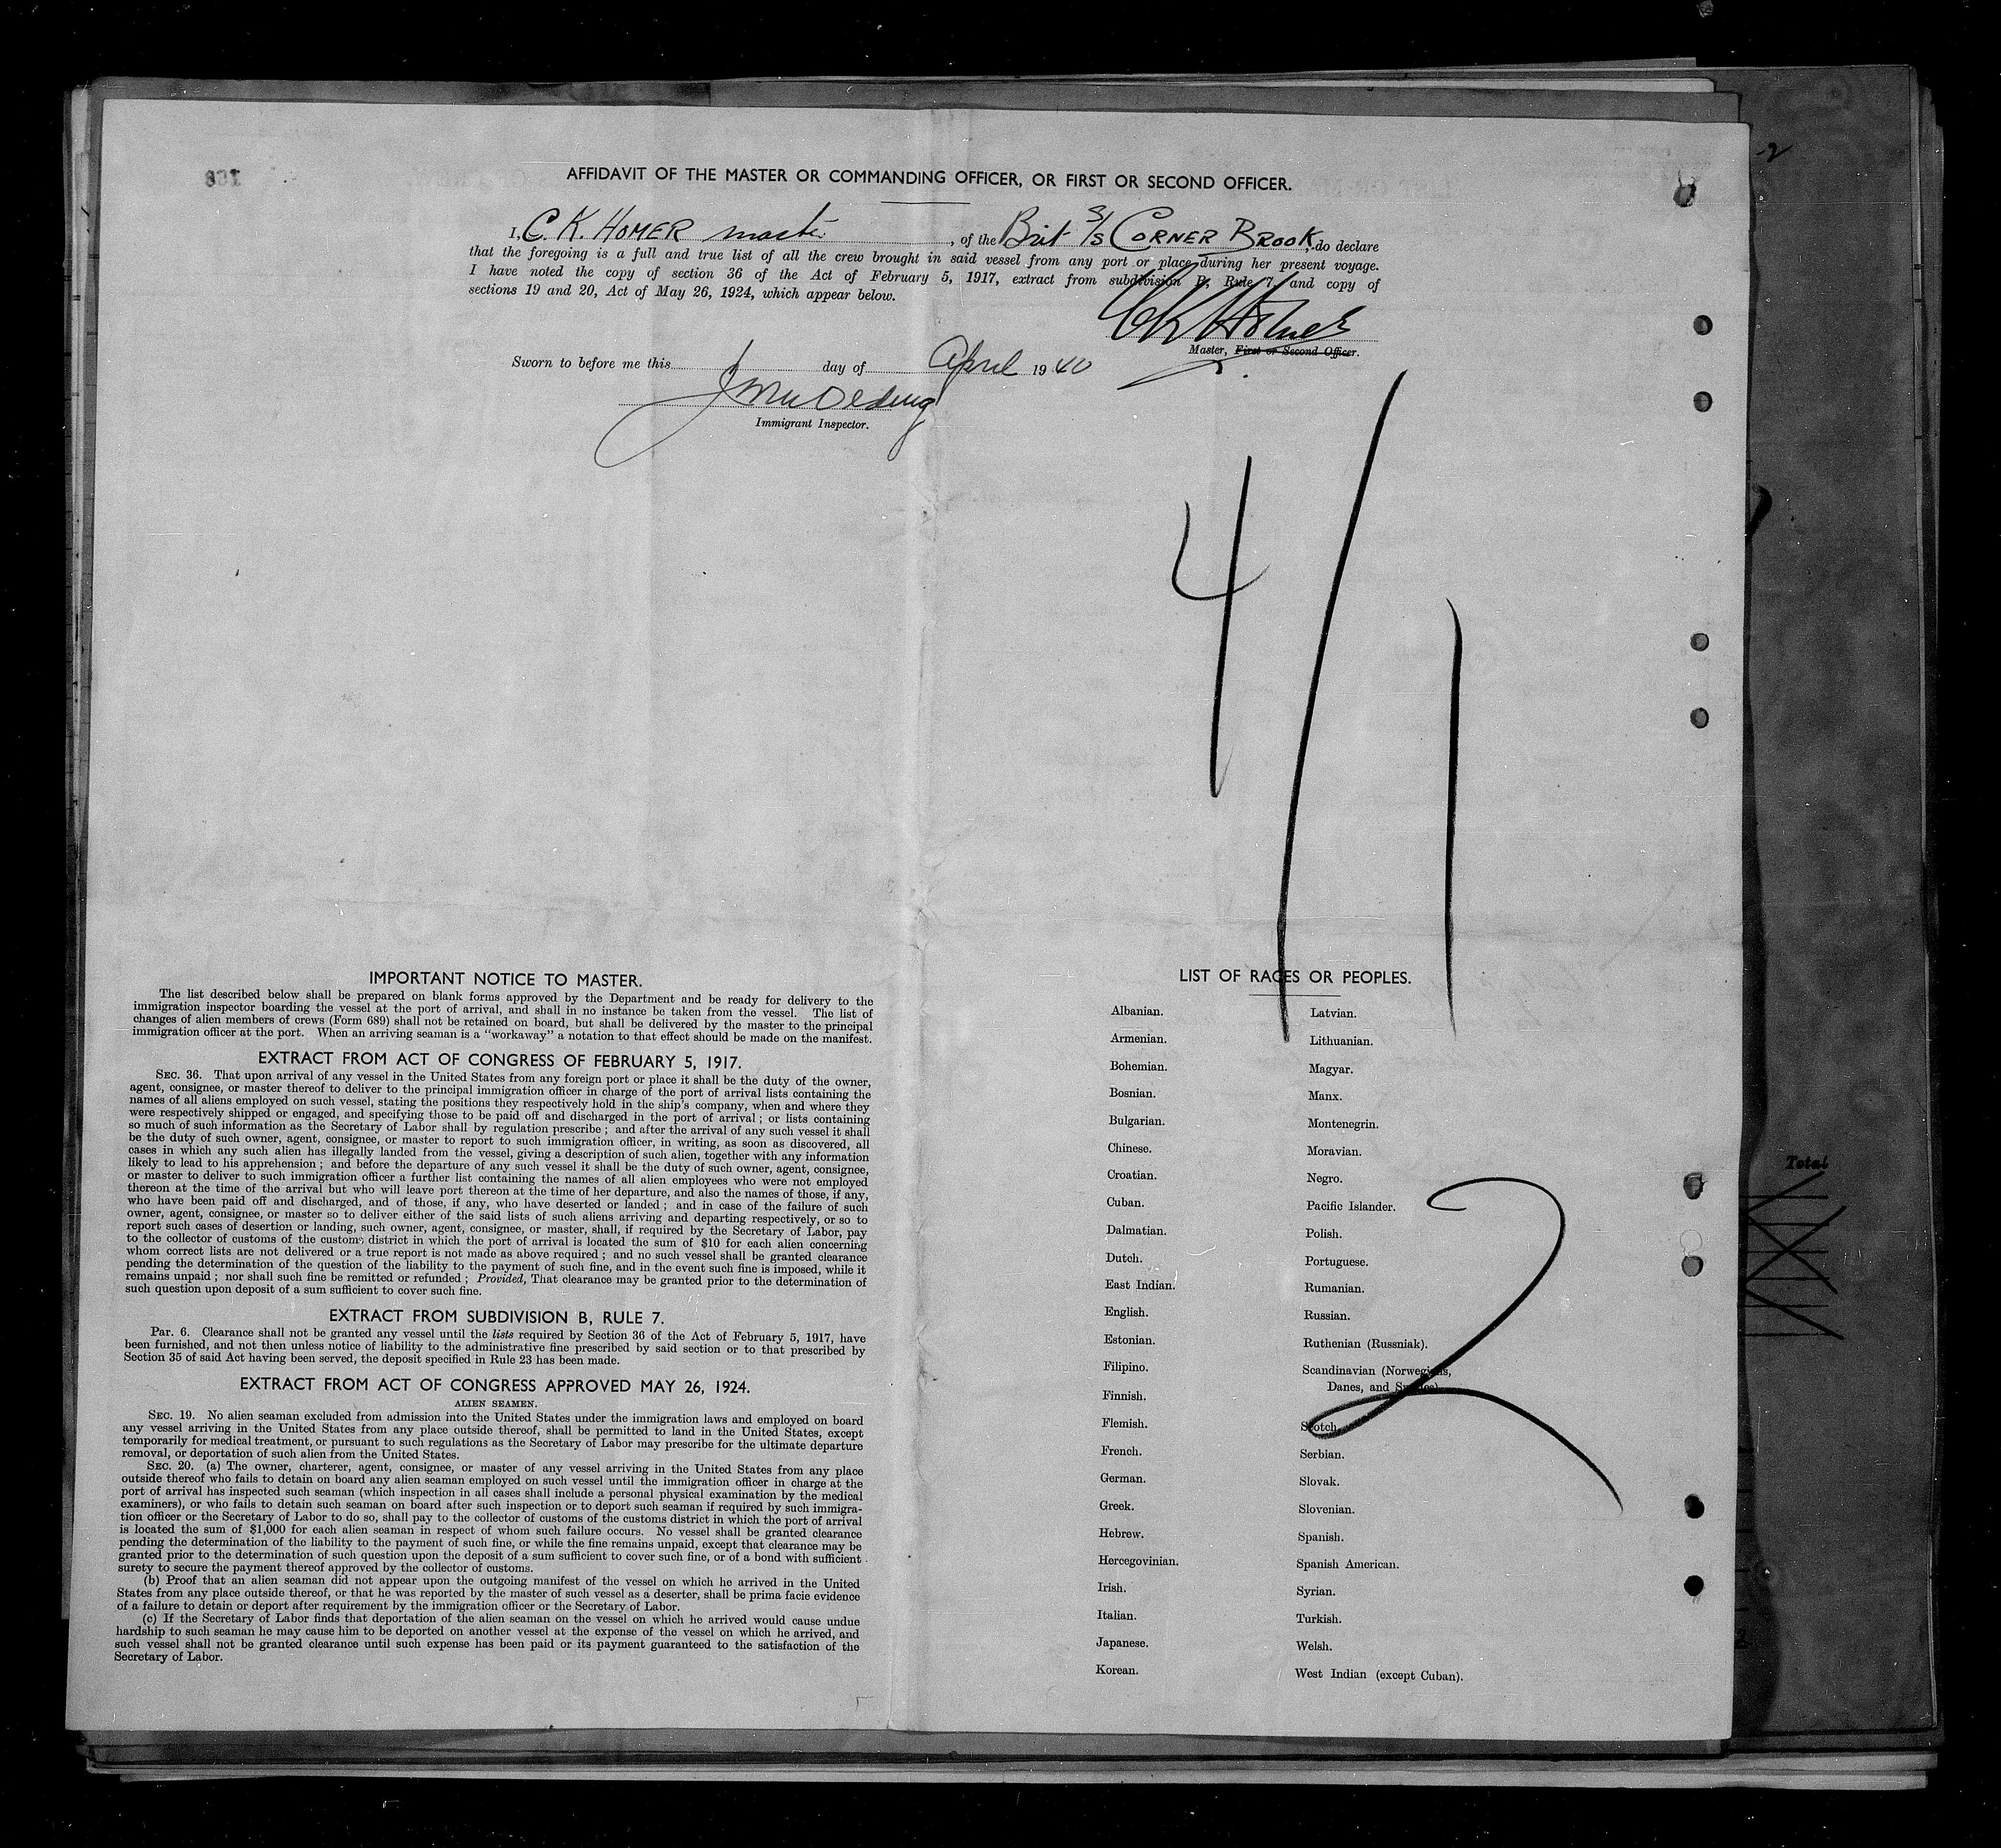 AFFIDAVIT OF THE MASTER OR COMMANDING OFFICER, OR FIRST OR SECOND OFFICER.
I, C. K. HOMER master, of the Brit S/S CORNER BROOK, do declare
that the foregoing is a full and true list of all the crew brought in said vessel from any port or place during her present voyage.
I have noted the copy of section 36 of the Act of February 5, 1917, extract from subdivision B, Rule 7, and copy of
sections 19 and 20, Act of May 26, 1924, which appear below.
CK Homer
Master, First or Second Officer.
Sworn to before me this day of April 1940
Immigrant Inspector.
4/1
IMPORTANT NOTICE TO MASTER.
The list described below shall be prepared on blank forms approved by the Department and be ready for delivery to the
immigration inspector boarding the vessel at the port of arrival, and shall in no instance be taken from the vessel. The list of
changes of alien members of crews (Form 689) shall not be retained on board, but shall be delivered by the master to the principal
immigration officer at the port. When an arriving seaman is a "workaway" a notation to that effect should be made on the manifest.
EXTRACT FROM ACT OF CONGRESS OF FEBRUARY 5, 1917.
SEC. 36. That upon arrival of any vessel in the United States from any foreign port or place it shall be the duty of the owner,
agent, consignee, or master thereof to deliver to the principal immigration officer in charge of the port of arrival lists containing the
names of all aliens employed on such vessel, stating the positions they respectively hold in the ship's company, when and where they
were respectively shipped or engaged, and specifying those to be paid off and discharged in the port of arrival; or lists containing
so much of such information as the Secretary of Labor shall by regulation prescribe; and after the arrival of any such vessel it shall
be the duty of such owner, agent, consignee, or master to report to such immigration officer, in writing, as soon as discovered, all
cases in which any such alien has illegally landed from the vessel, giving a description of such alien, together with any information
likely to lead to his apprehension; and before the departure of any such vessel it shall be the duty of such owner, agent, consignee,
or master to deliver to such immigration officer a further list containing the names of all alien employees who were not employed
thereon at the time of the arrival but who will leave port thereon at the time of her departure, and also the names of those, if any,
who have been paid off and discharged, and of those, if any, who have deserted or landed; and in case of the failure of such
owner, agent, consignee, or master so to deliver either of the said lists of such aliens arriving and departing respectively, or so to
report such cases of desertion or landing, such owner, agent, consignee, or master, shall, if required by the Secretary of Labor, pay
to the collector of customs of the customs district in which the port of arrival is located the sum of $10 for each alien concerning
whom correct lists are not delivered or a true report is not made as above required; and no such vessel shall be granted clearance
pending the determination of the question of the liability to the payment of such fine, and in the event such fine is imposed, while it
remains unpaid; nor shall such fine be remitted or refunded; Provided, That clearance may be granted prior to the determination of
such question upon deposit of a sum sufficient to cover such fine.
EXTRACT FROM SUBDIVISION B, RULE 7.
Par. 6. Clearance shall not be granted any vessel until the lists required by Section 36 of the Act of February 5, 1917, have
been furnished, and not then unless notice of liability to the administrative fine prescribed by said section or to that prescribed by
Section 35 of said Act having been served, the deposit specified in Rule 23 has been made.
EXTRACT FROM ACT OF CONGRESS APPROVED MAY 26, 1924.
ALIEN SEAMEN.
SEC. 19. No alien seaman excluded from admission into the United States under the immigration laws and employed on board
any vessel arriving in the United States from any place outside thereof, shall be permitted to land in the United States, except
temporarily for medical treatment, or pursuant to such regulations as the Secretary of Labor may prescribe for the ultimate departure
removal, or deportation of such alien from the United States.
SEC. 20. (a) The owner, charterer, agent, consignee, or master of any vessel arriving in the United States from any place
outside thereof who fails to detain on board any alien seaman employed on such vessel until the immigration officer in charge at the
port of arrival has inspected such seaman (which inspection in all cases shall include a personal physical examination by the medical
examiners), or who fails to detain such seaman on board after such inspection or to deport such seaman if required by such immigra-
tion officer or the Secretary of Labor to do so, shall pay to the collector of customs of the customs district in which the port of arrival
is located the sum of $1,000 for each alien seaman in respect of whom such failure occurs. No vessel shall be granted clearance
pending the determination of the liability to the payment of such fine, or while the fine remains unpaid, except that clearance may be
granted prior to the determination of such question upon the deposit of a sum sufficient to cover such fine, or of a bond with sufficient
surety to secure the payment thereof approved by the collector of customs.
(b) Proof that an alien seaman did not appear upon the outgoing manifest of the vessel on which he arrived in the United
States from any place outside thereof, or that he was reported by the master of such vessel as a deserter, shall be prima facie evidence
of a failure to detain or deport after requirement by the immigration officer or the Secretary of Labor.
(c) If the Secretary of Labor finds that deportation of the alien seaman on the vessel on which he arrived would cause undue
hardship to such seaman he may cause him to be deported on another vessel at the expense of the vessel on which he arrived, and
such vessel shall not be granted clearance until such expense has been paid or its payment guaranteed to the satisfaction of the
Secretary of Labor.
LIST OF RACES OR PEOPLES.
Albanian.
Armenian.
Bohemian.
Bosnian.
Bulgarian.
Chinese.
Croatian.
Cuban.
Dalmatian.
Dutch.
East Indian.
English.
Estonian.
Filipino.
Finnish.
Flemish.
French.
German.
Greek.
Hebrew.
Hercegovinian.
Irish.
Italian.
Japanese.
Korean.
Latvian.
Lithuanian.
Magyar.
Manx.
Montenegrin.
Moravian.
Negro.
Pacific Islander.
Polish.
Portuguese.
Rumanian.
Russian.
Ruthenian (Russniak).
Scandinavian (Norwegians,
Danes, and Swedes).
Scotch.
Serbian.
Slovak.
Slovenian.
Spanish.
Spanish American.
Syrian.
Turkish.
Welsh.
West Indian (except Cuban).
2
Total